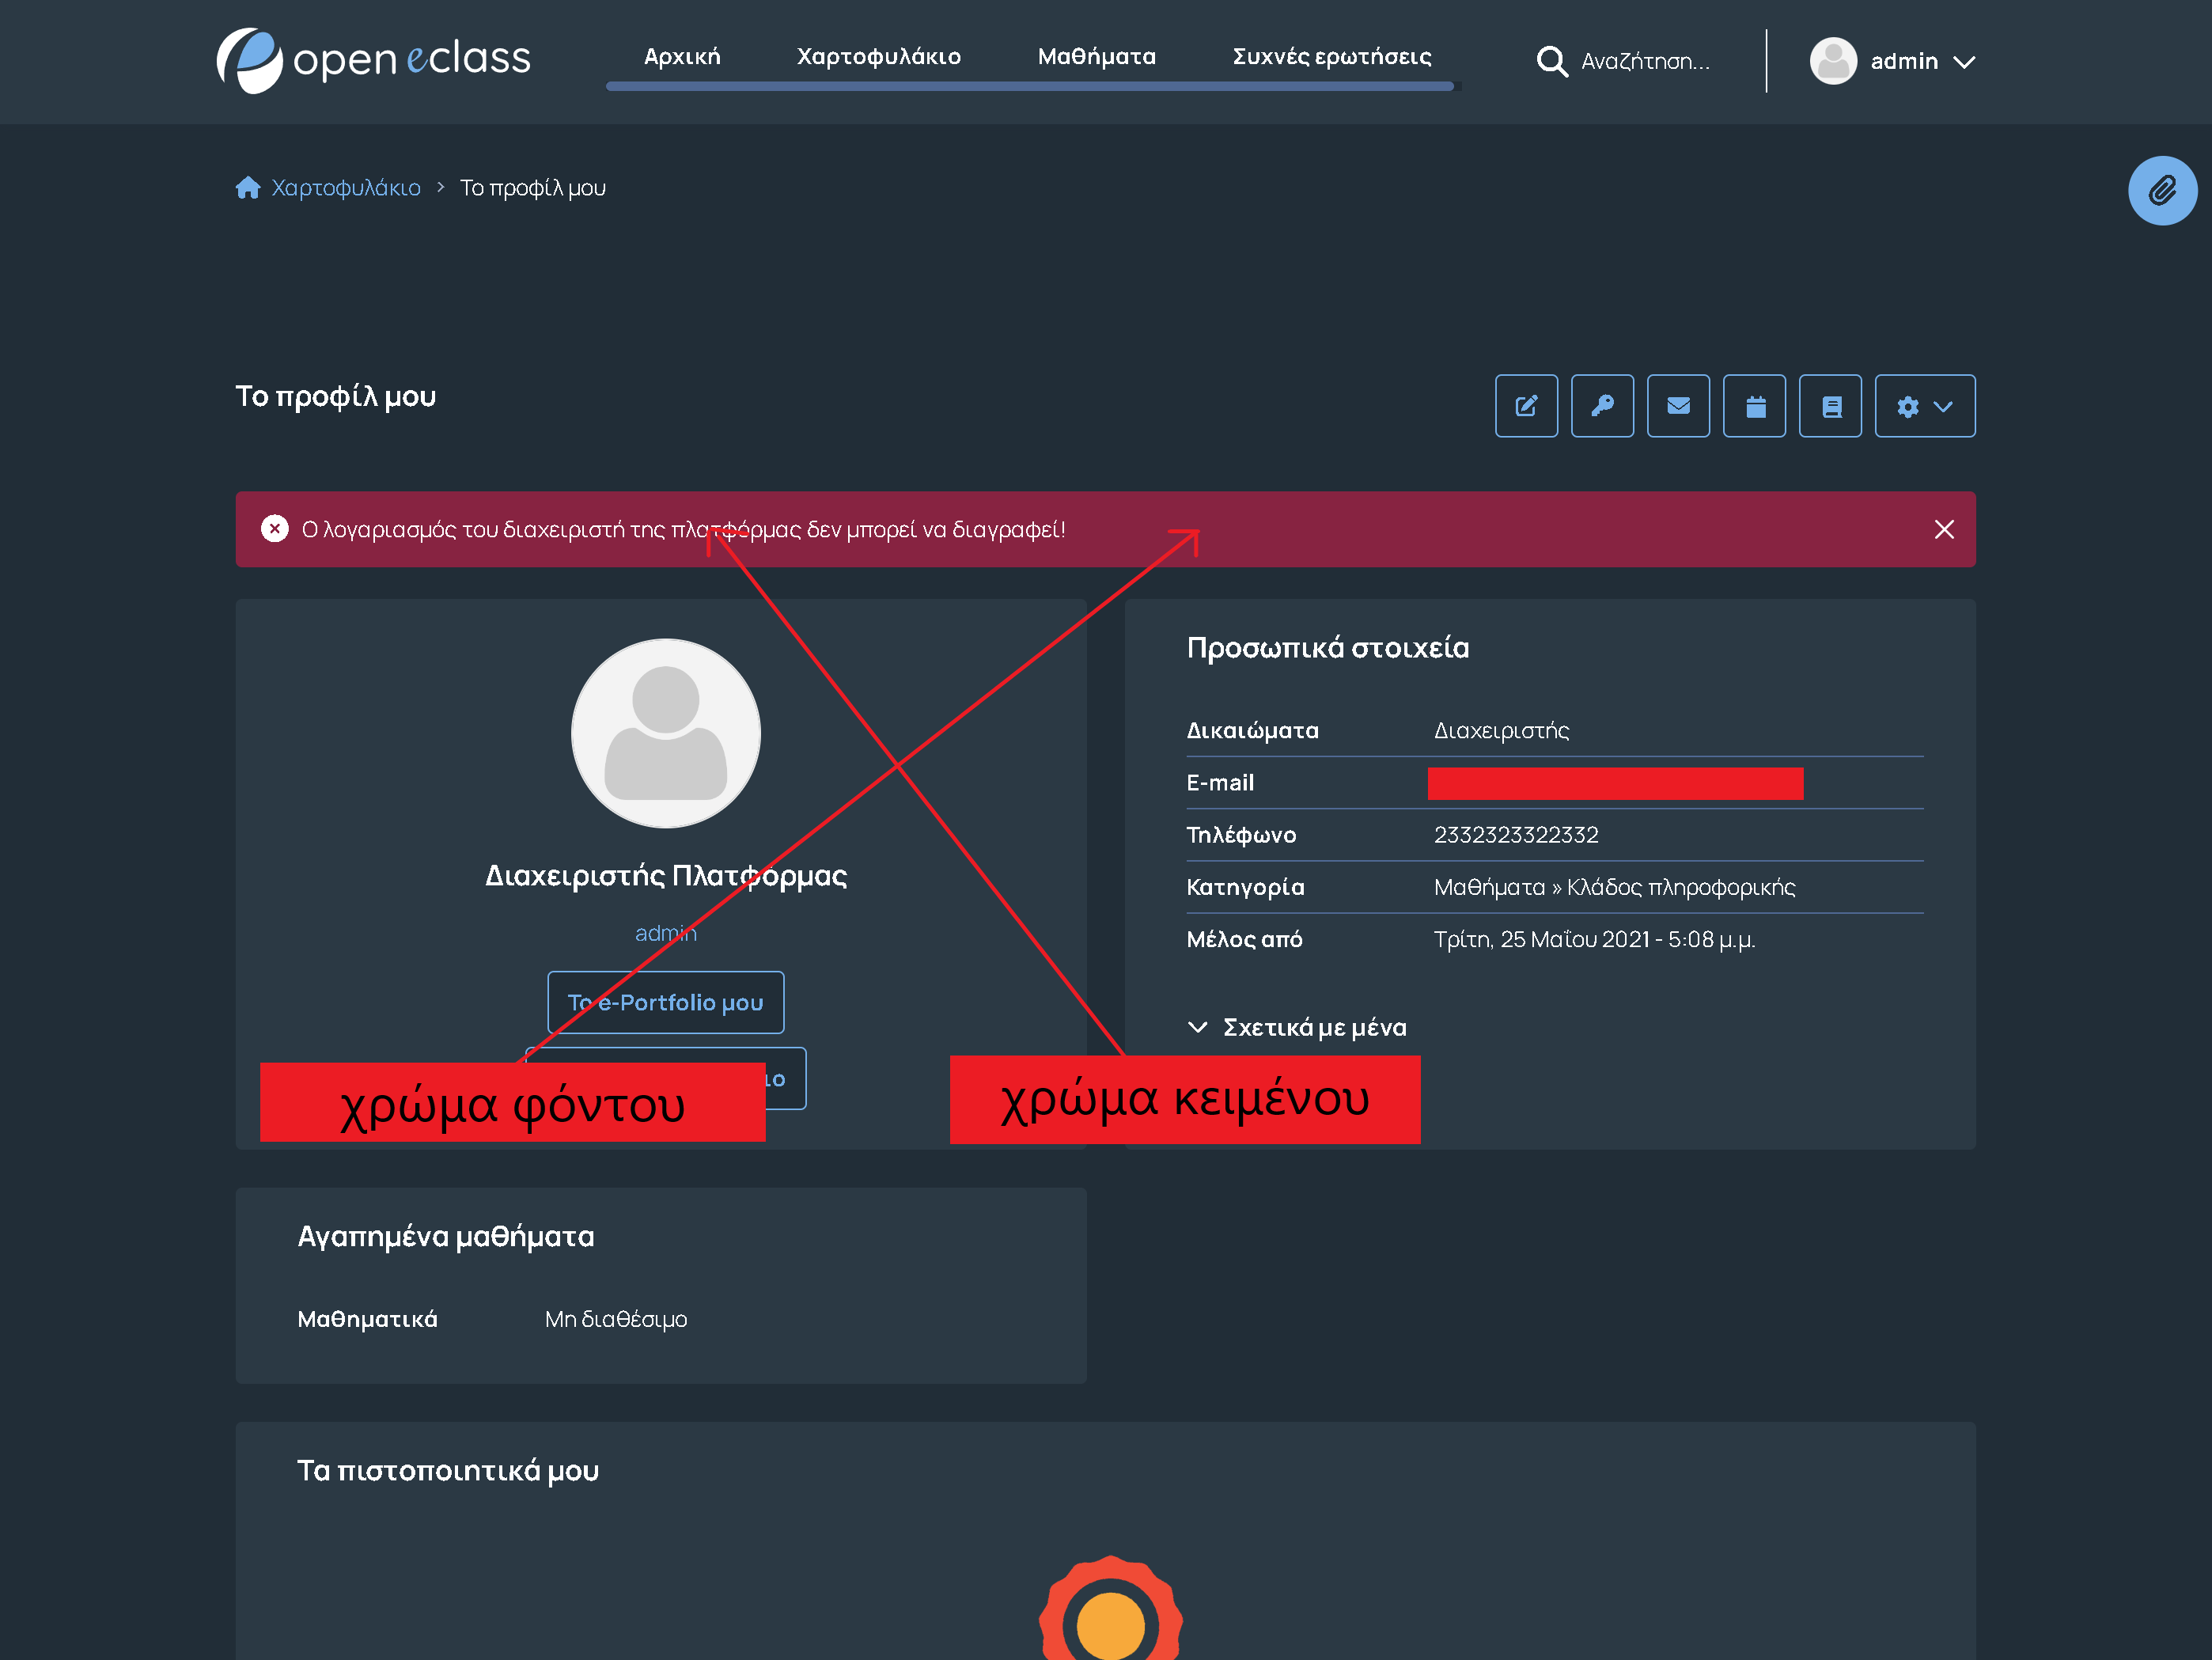 open eclass
Αρχική Χαρτοφυλάκιο Μαθήματα Συχνές ερωτήσεις Αναζήτηση... admin
Χαρτοφυλάκιο > Το προφίλ μου
Το προφίλ μου
Ο λογαριασμός του διαχειριστή της πλατφόρμας δεν μπορεί να διαγραφεί!
Διαχειριστής Πλατφόρμας
admin
Το e-Portfolio μου
χρώμα φόντου
Προσωπικά στοιχεία
Δικαιώματα Διαχειριστής
E-mail
Τηλέφωνο 2332323322332
Κατηγορία Μαθήματα » Κλάδος πληροφορικής
Μέλος από Τρίτη, 25 Μαΐου 2021 - 5:08 μ.μ.
Σχετικά με μένα
χρώμα κειμένου
Αγαπημένα μαθήματα
Μαθηματικά Μη διαθέσιμο
Τα πιστοποιητικά μου